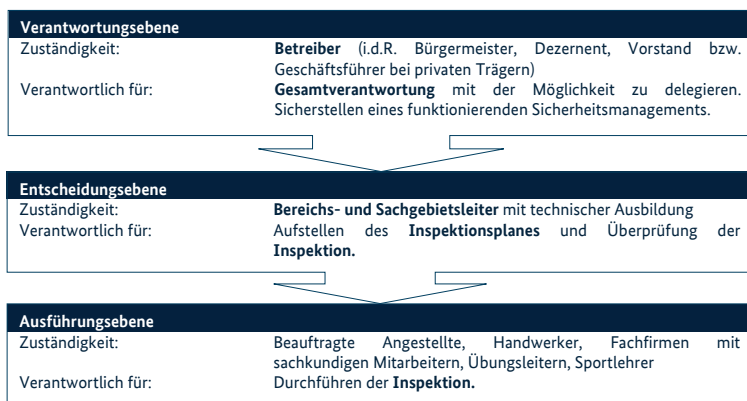 Verantwortungsebene
Zuständigkeit: Betreiber (i.d.R. Bürgermeister, Dezernent, Vorstand bzw.
Geschäftsführer bei privaten Trägern)
Verantwortlich für: Gesamtverantwortung mit der Möglichkeit zu delegieren.
Sicherstellen eines funktionierenden Sicherheitsmanagements.
Entscheidungsebene
Zuständigkeit: Bereichs- und Sachgebietsleiter mit technischer Ausbildung
Verantwortlich für: Aufstellen des Inspektionsplanes und Überprüfung der
Inspektion.
Ausführungsebene
Zuständigkeit: Beauftragte Angestellte, Handwerker, Fachfirmen mit
sachkundigen Mitarbeitern, Übungsleitern, Sportlehrer
Verantwortlich für: Durchführen der Inspektion.